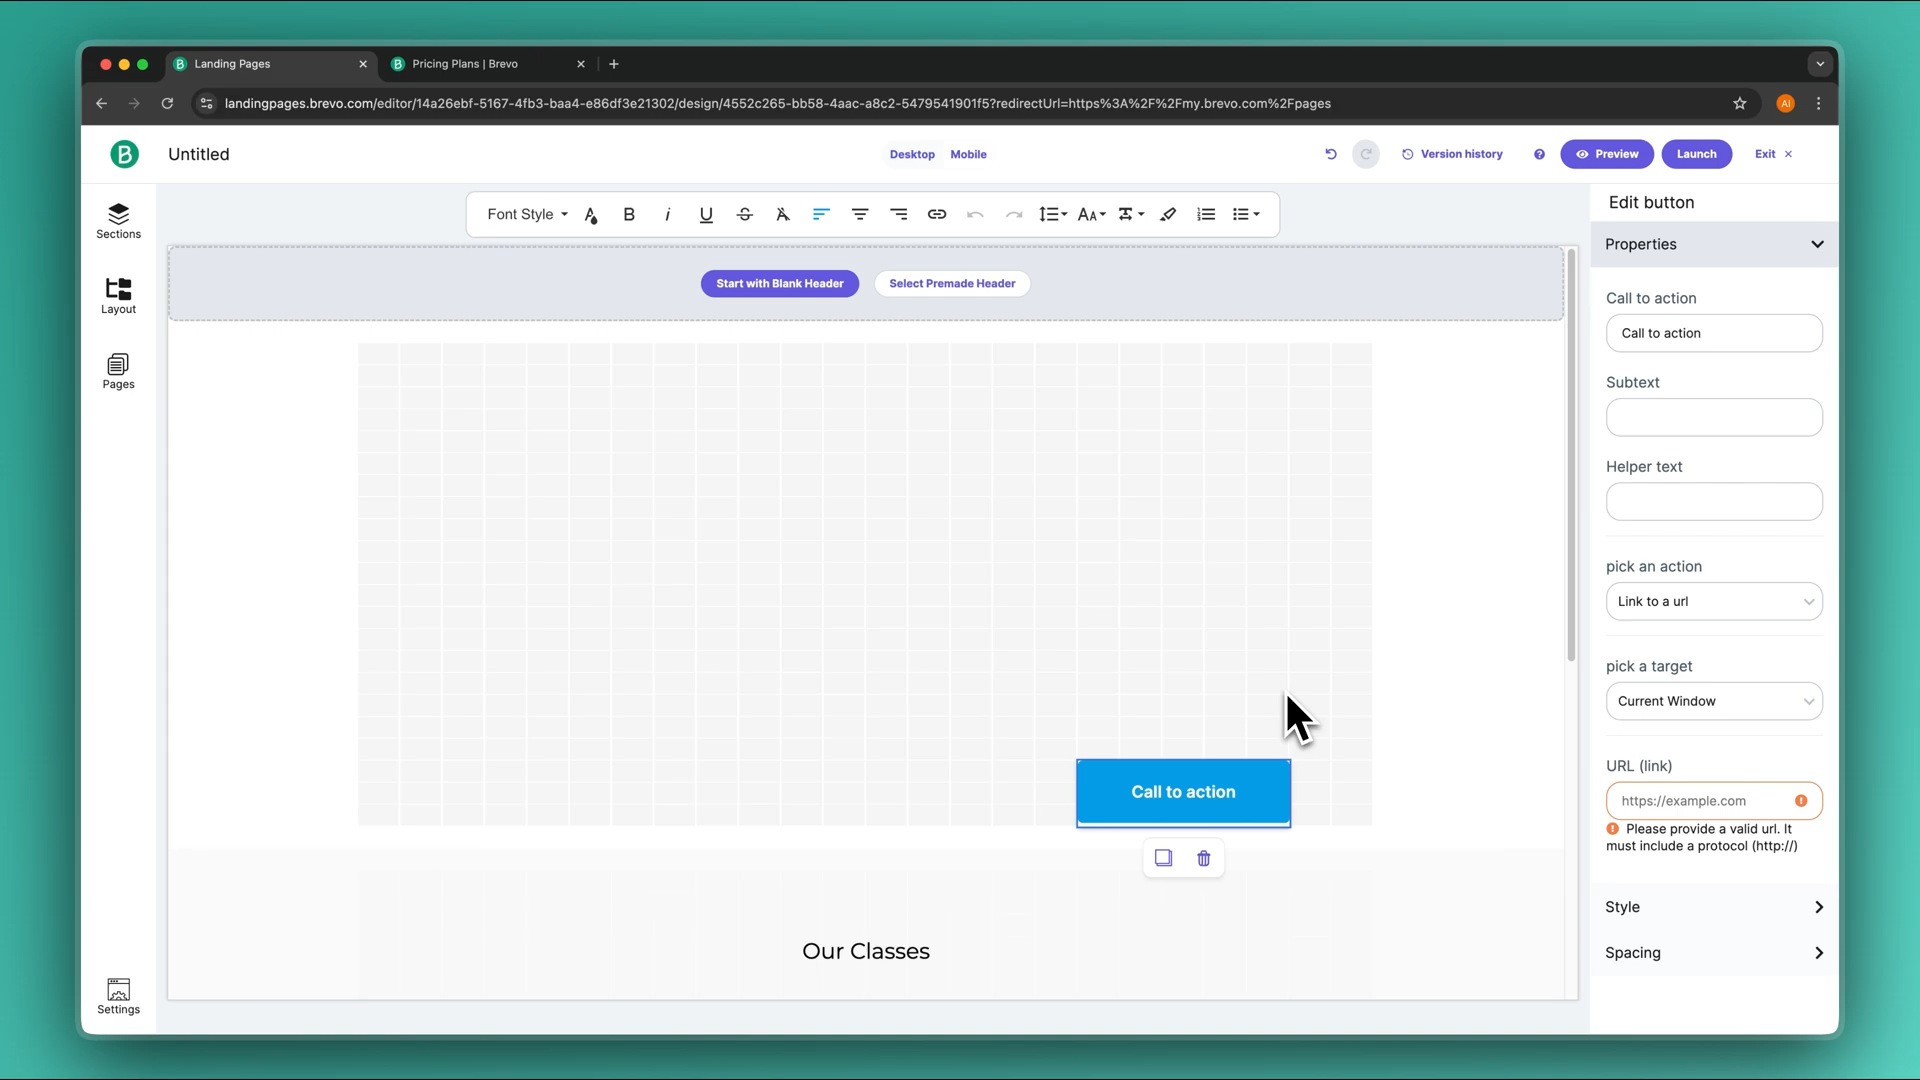 Landing Pages
Pricing Plans | Brevo
landingpages.brevo.com/editor/14a26ebf-5167-4fb3-baa4-e86df3e21302/design/4552c265-bb58-4aac-a8c2-5479541901f5?redirectUrl=https%3A%2F%2Fmy.brevo.com%2Fpages
AI
B
Untitled
Desktop
Mobile
Version history
Preview
Launch
Exit
Sections
Layout
Pages
Settings
Font Style
Start with Blank Header
Select Premade Header
Call to action
Our Classes
Edit button
Properties
Call to action
Call to action
Subtext
Helper text
pick an action
Link to a url
pick a target
Current Window
URL (link)
https://example.com
Please provide a valid url. It
must include a protocol (http://)
Style
Spacing